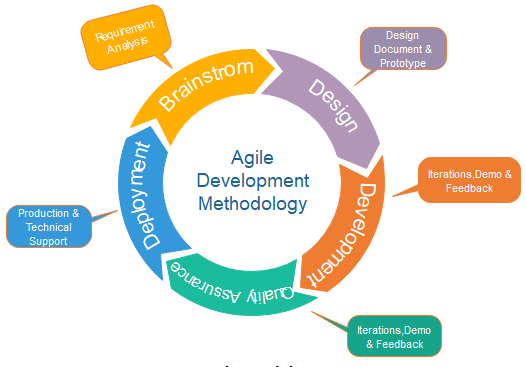 Requirement
Analysis
Brainstrom
Design
Document &
Prototype
Design
Agile
Development
Methodology
Iterations,Demo
& Feedback
Development
Deployment
Production &
Technical
Support
Quality Assurance
Iterations,Demo
& Feedback